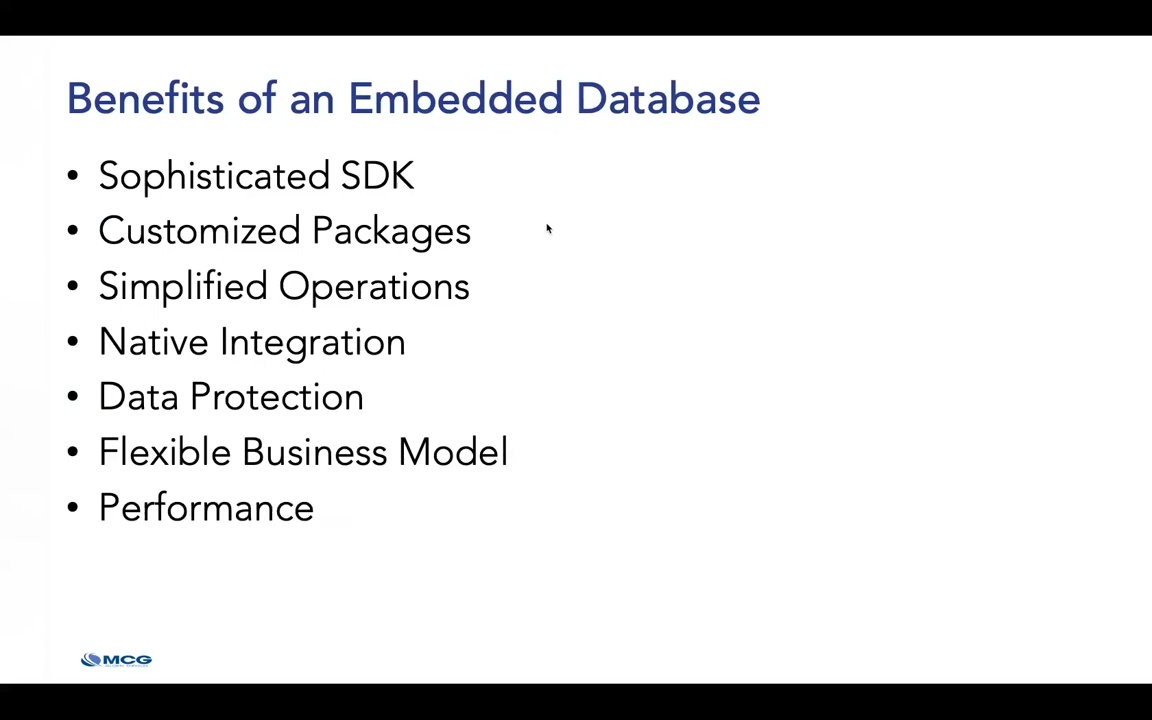 Benefits of an Embedded Database
• Sophisticated SDK
• Customized Packages
• Simplified Operations
• Native Integration
• Data Protection
• Flexible Business Model
• Performance
MCG